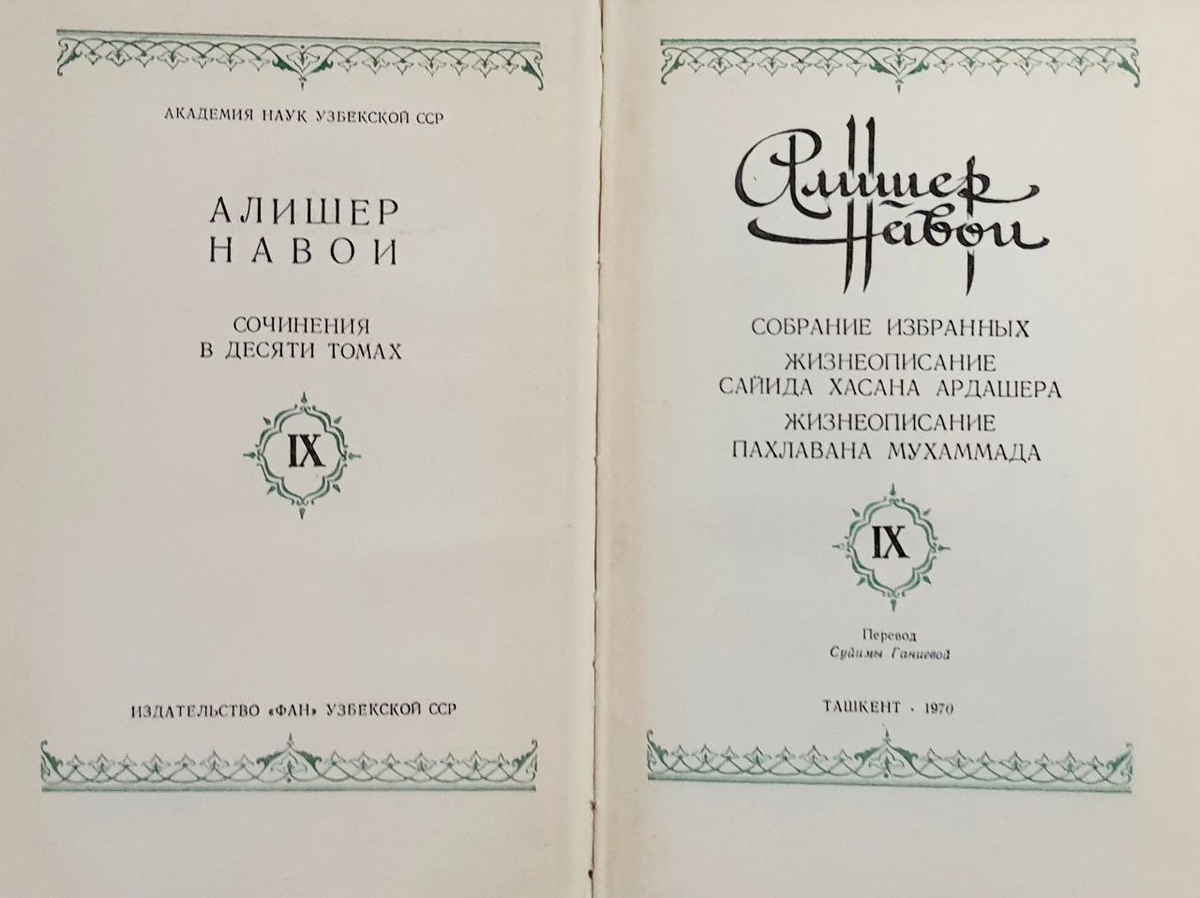 АКАДЕМИЯ НАУК УЗБЕКСКОЙ ССР
АЛИШЕР
НАВОИ
СОЧИНЕНИЯ
В ДЕСЯТИ ТОМАХ
IX
ИЗДАТЕЛЬСТВО «ФАН» УЗБЕКСКОЙ ССР
Алишер
Навои
СОБРАНИЕ ИЗБРАННЫХ
ЖИЗНЕОПИСАНИЕ
САЙИДА ХАСАНА АРДАШЕРА
ЖИЗНЕОПИСАНИЕ
ПАХЛАВАНА МУХАММАДА
IX
Перевод
Суйимы Ганиевой
ТАШКЕНТ · 1970